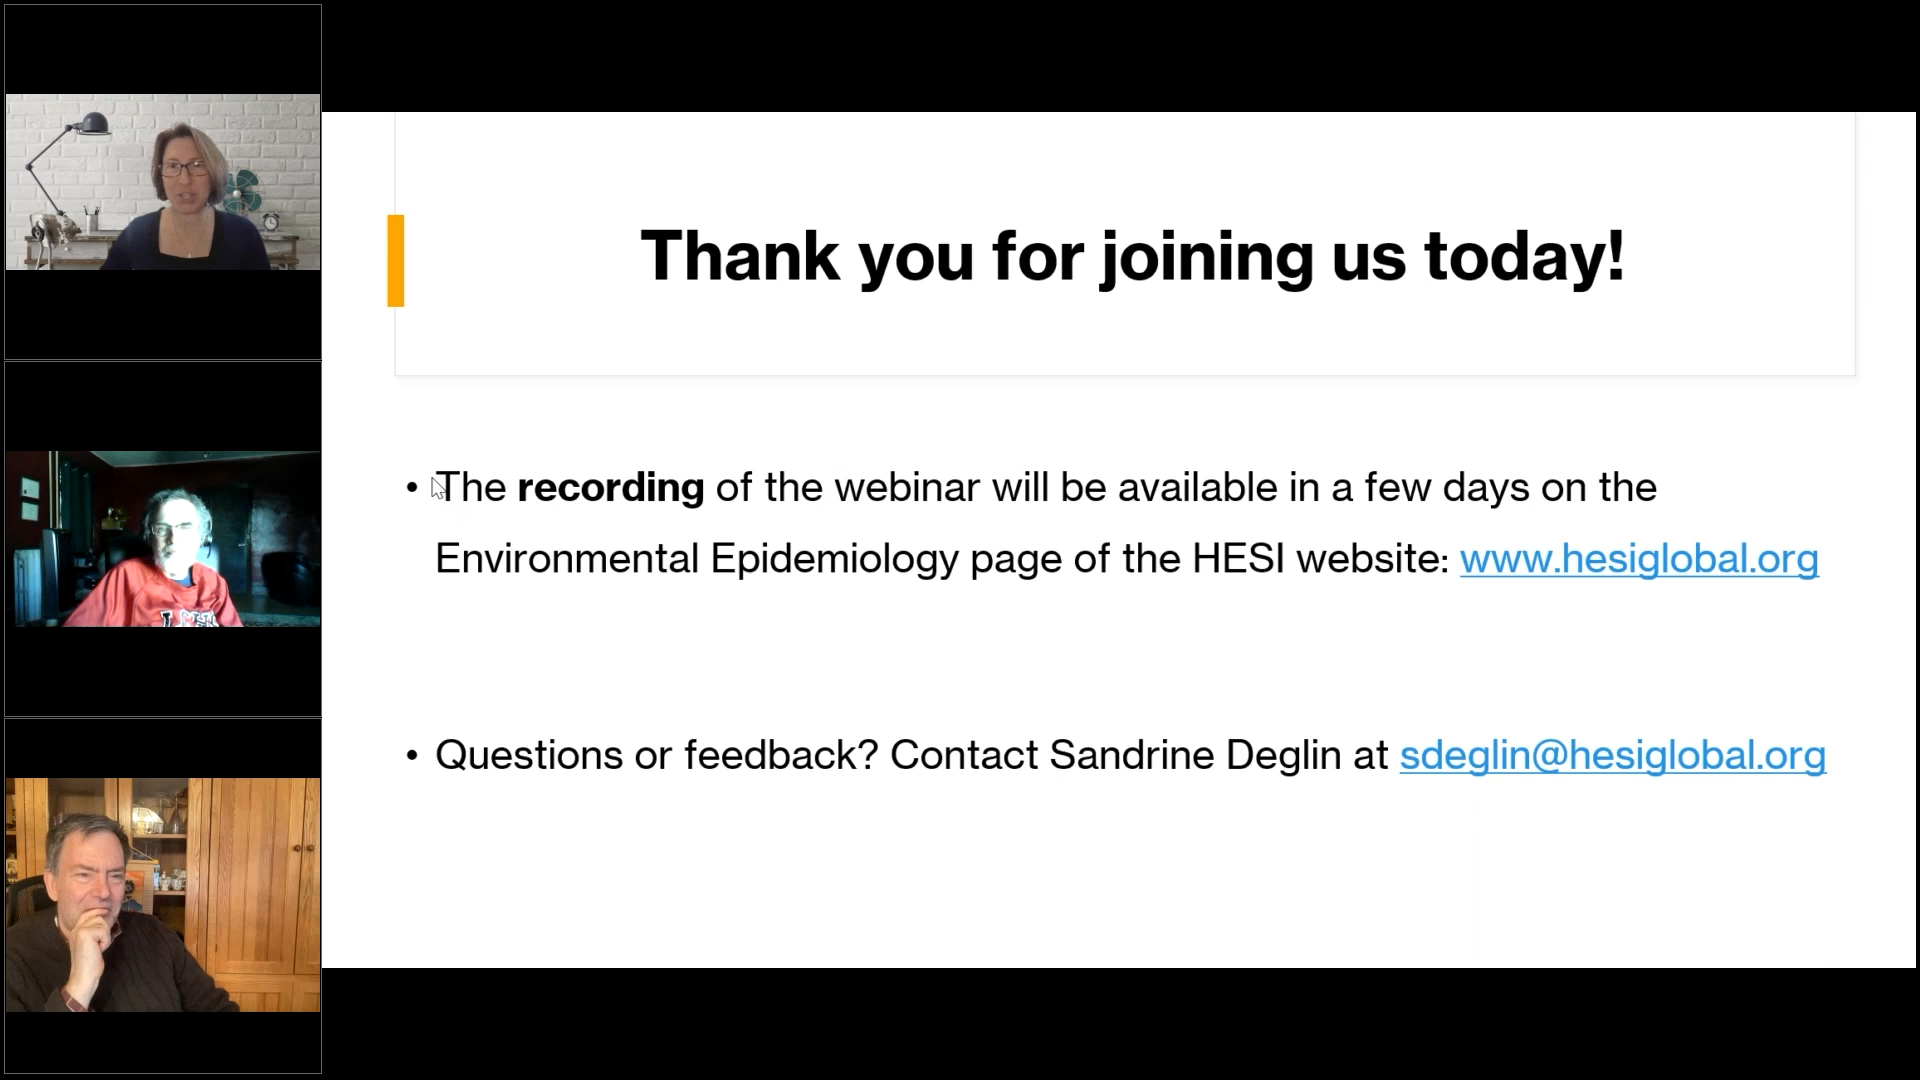 Thank you for joining us today!
• The recording of the webinar will be available in a few days on the
Environmental Epidemiology page of the HESI website: www.hesiglobal.org
• Questions or feedback? Contact Sandrine Deglin at sdeglin@hesiglobal.org